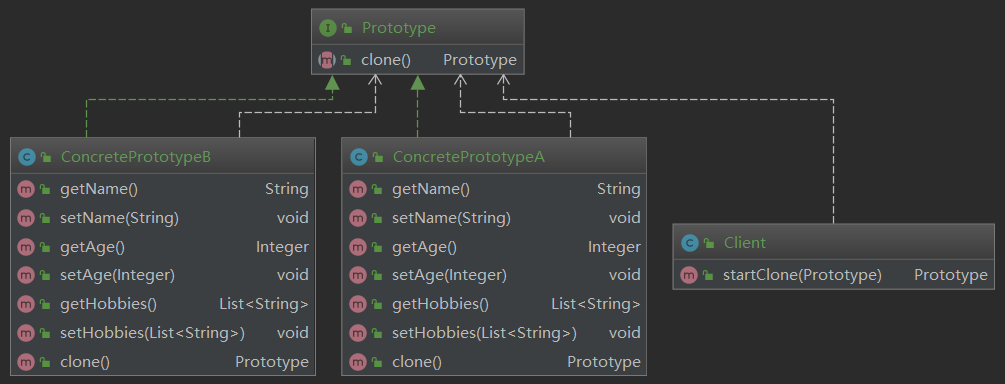 I Prototype
m clone() Prototype
C ConcretePrototypeB
m getName() String
m setName(String) void
m getAge() Integer
m setAge(Integer) void
m getHobbies() List<String>
m setHobbies(List<String>) void
m clone() Prototype
C ConcretePrototypeA
m getName() String
m setName(String) void
m getAge() Integer
m setAge(Integer) void
m getHobbies() List<String>
m setHobbies(List<String>) void
m clone() Prototype
C Client
m startClone(Prototype) Prototype